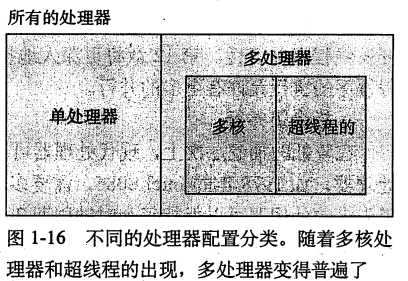 所有的处理器
多处理器
单处理器
多核
超线程的
图 1-16 不同的处理器配置分类。随着多核处
理器和超线程的出现，多处理器变得普遍了